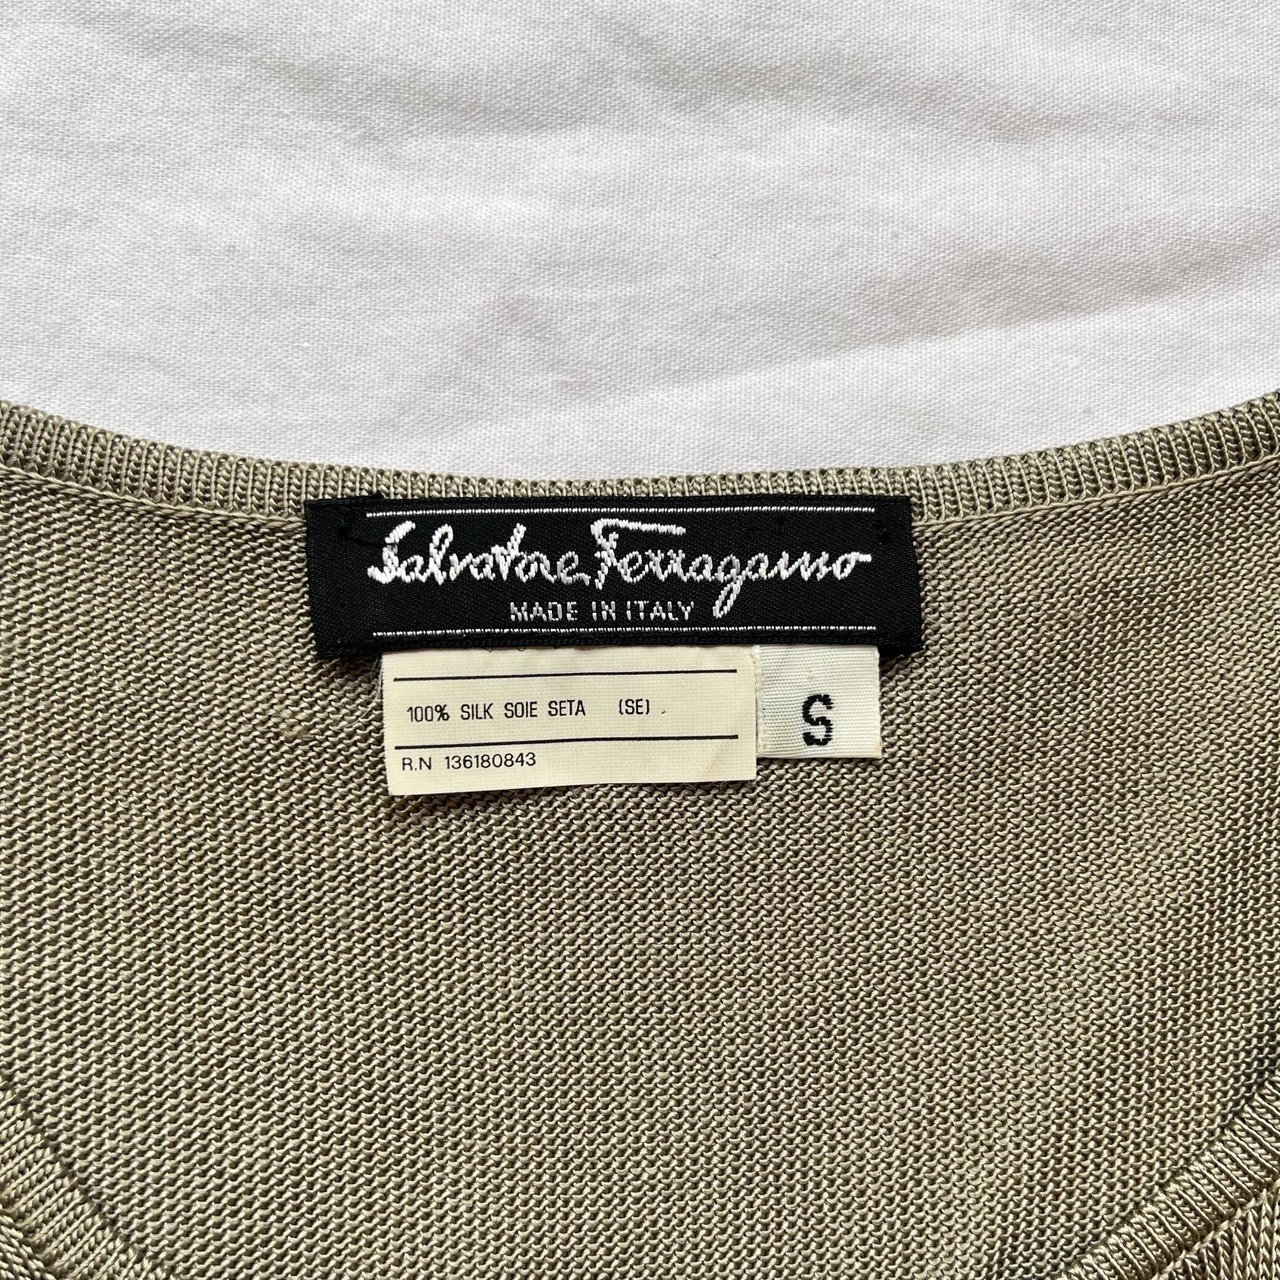 Salvatore Ferragamo
MADE IN ITALY
100% SILK SOIE SETA (SE)
S
R.N 136180843